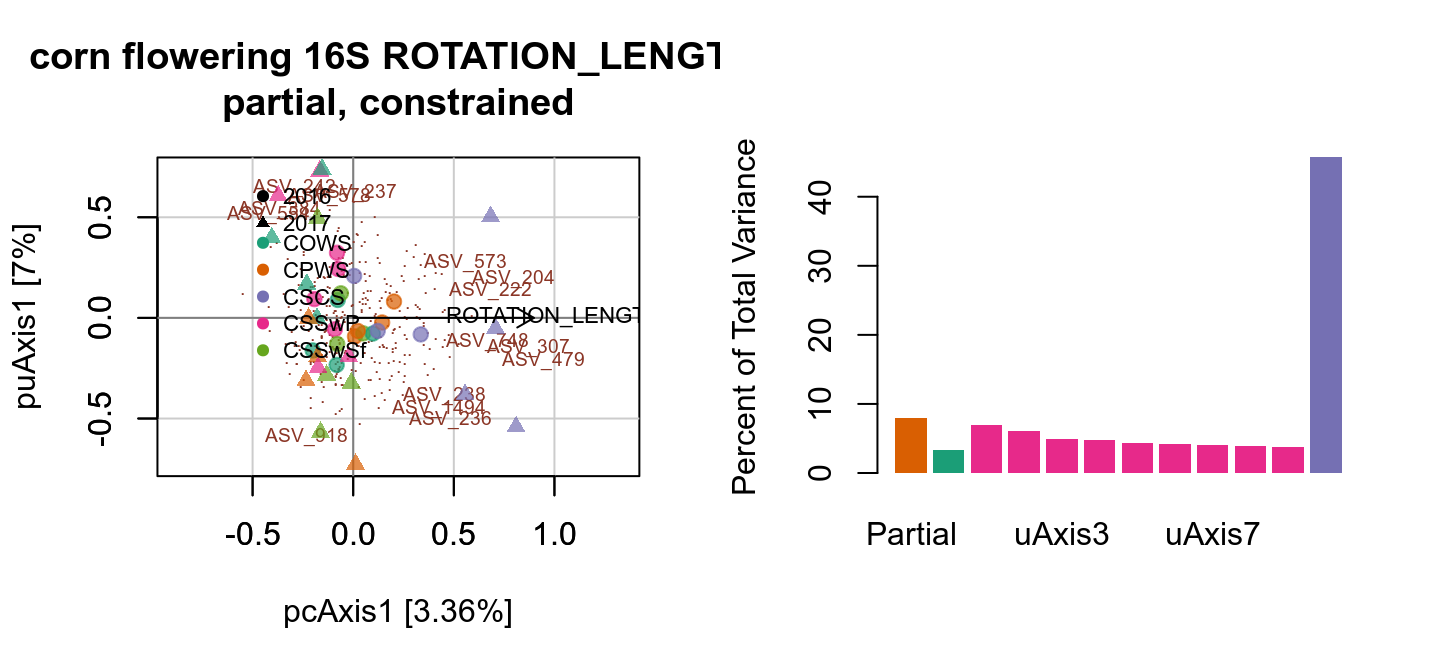 corn flowering 16S ROTATION_LENGT
partial, constrained
puAxis1 [7%]
0.5
0.0
-0.5
ASV_242
ASV_237
ASV_578
2016
2017
COWS
CPWS
CSCS
CSSwP
CSSwSf
ASV_573
ASV_204
ASV_222
ROTATION_LENGT
ASV_748
ASV_307
ASV_479
ASV_238
ASV_1494
ASV_236
ASV_918
-0.5 0.0 0.5 1.0
pcAxis1 [3.36%]
Percent of Total Variance
40
30
20
10
0
Partial uAxis3 uAxis7